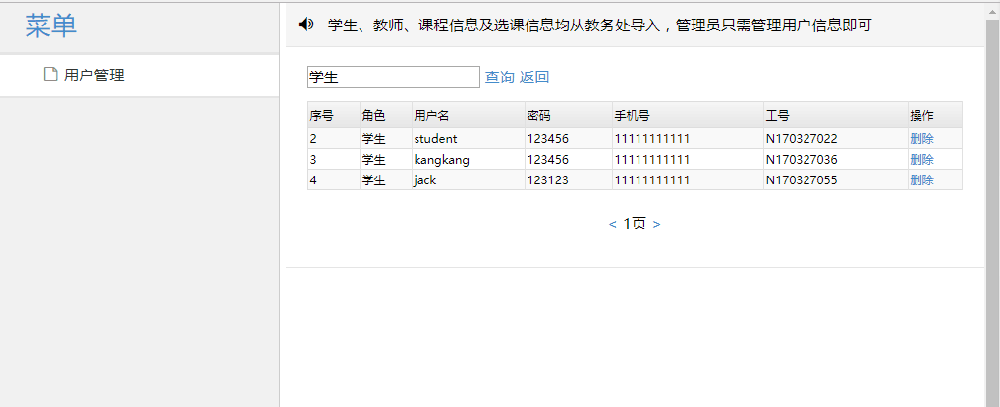 菜单
用户管理
学生、教师、课程信息及选课信息均从教务处导入，管理员只需管理用户信息即可
学生 查询 返回
序号 角色 用户名 密码 手机号 工号 操作
2 学生 student 123456 11111111111 N170327022 删除
3 学生 kangkang 123456 11111111111 N170327036 删除
4 学生 jack 123123 11111111111 N170327055 删除
< 1页 >